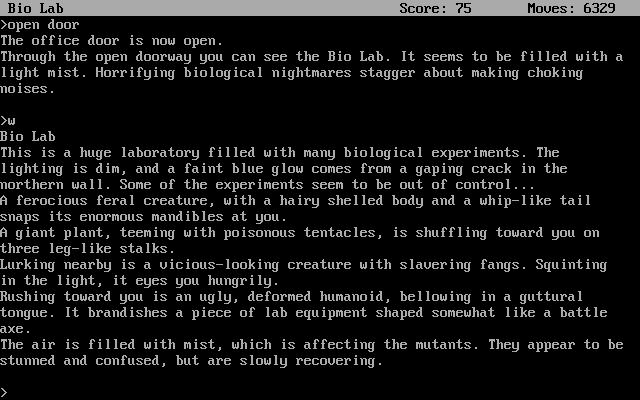 Bio Lab Score: 75 Moves: 6329
>open door
The office door is now open.
Through the open doorway you can see the Bio Lab. It seems to be filled with a
light mist. Horrifying biological nightmares stagger about making choking
noises.
>w
Bio Lab
This is a huge laboratory filled with many biological experiments. The
lighting is dim, and a faint blue glow comes from a gaping crack in the
northern wall. Some of the experiments seem to be out of control...
A ferocious feral creature, with a hairy shelled body and a whip-like tail
snaps its enormous mandibles at you.
A giant plant, teeming with poisonous tentacles, is shuffling toward you on
three leg-like stalks.
Lurking nearby is a vicious-looking creature with slavering fangs. Squinting
in the light, it eyes you hungrily.
Rushing toward you is an ugly, deformed humanoid, bellowing in a guttural
tongue. It brandishes a piece of lab equipment shaped somewhat like a battle
axe.
The air is filled with mist, which is affecting the mutants. They appear to be
stunned and confused, but are slowly recovering.
>